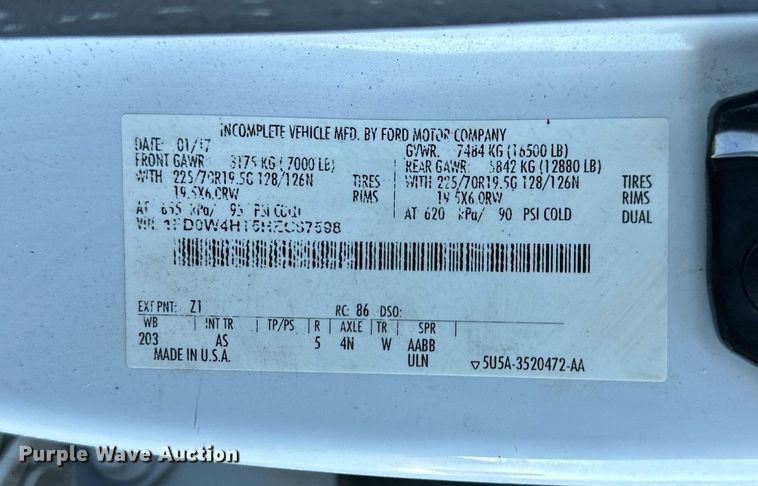 INCOMPLETE VEHICLE MFD. BY FORD MOTOR COMPANY
DATE: 01/17 GVWR: 7484 KG (16500 LB)
FRONT GAWR: 3175 KG (7000 LB) REAR GAWR: 5842 KG (12880 LB)
WITH 225/70R19.5G 128/126N TIRES WITH 225/70R19.5G 128/126N TIRES
19.5X6.0RW RIMS 19.5X6.0RW RIMS
AT 655 kPa/ 95 PSI COLD AT 620 kPa/ 90 PSI COLD DUAL
VIN:
EXT PNT: Z1 RC: 86 DSO:
WB INT TR TP/PS R AXLE TR SPR
203 AS 5 4N W AABB
MADE IN U.S.A. ULN ▽5U5A-3520472-AA
Purple Wave Auction